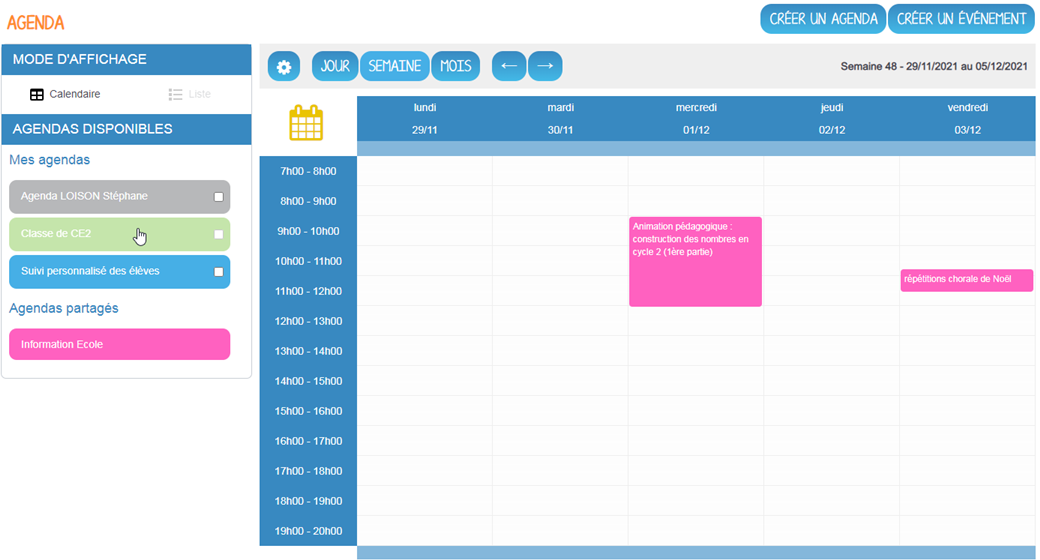 AGENDA
CRÉER UN AGENDA
CRÉER UN ÉVÉNEMENT
MODE D'AFFICHAGE
Calendaire
Liste
AGENDAS DISPONIBLES
Mes agendas
Agenda LOISON Stéphane
Classe de CE2
Suivi personnalisé des élèves
Agendas partagés
Information Ecole
JOUR
SEMAINE
MOIS
← →
Semaine 48 - 29/11/2021 au 05/12/2021
lundi mardi mercredi jeudi vendredi
29/11 30/11 01/12 02/12 03/12
7h00 - 8h00
8h00 - 9h00
9h00 - 10h00
10h00 - 11h00
11h00 - 12h00
12h00 - 13h00
13h00 - 14h00
14h00 - 15h00
15h00 - 16h00
16h00 - 17h00
17h00 - 18h00
18h00 - 19h00
19h00 - 20h00
Animation pédagogique :
construction des nombres en
cycle 2 (1ère partie)
répétitions chorale de Noël